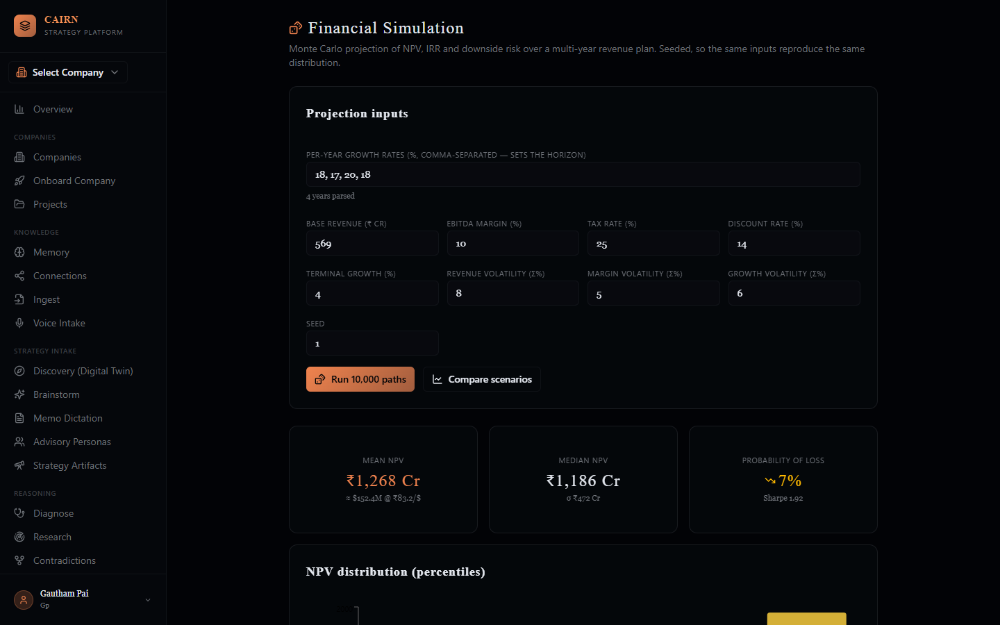 CAIRN
STRATEGY PLATFORM
Select Company
Overview
COMPANIES
Companies
Onboard Company
Projects
KNOWLEDGE
Memory
Connections
Ingest
Voice Intake
STRATEGY INTAKE
Discovery (Digital Twin)
Brainstorm
Memo Dictation
Advisory Personas
Strategy Artifacts
REASONING
Diagnose
Research
Contradictions
Gautham Pai
Gp
Financial Simulation
Monte Carlo projection of NPV, IRR and downside risk over a multi-year revenue plan. Seeded, so the same inputs reproduce the same
distribution.
Projection inputs
PER-YEAR GROWTH RATES (%, COMMA-SEPARATED — SETS THE HORIZON)
18, 17, 20, 18
4 years parsed
BASE REVENUE (₹ CR) EBITDA MARGIN (%) TAX RATE (%) DISCOUNT RATE (%)
569 10 25 14
TERMINAL GROWTH (%) REVENUE VOLATILITY (Σ%) MARGIN VOLATILITY (Σ%) GROWTH VOLATILITY (Σ%)
4 8 5 6
SEED
1
Run 10,000 paths Compare scenarios
MEAN NPV
₹1,268 Cr
≈ $152.4M @ ₹83.2/$
MEDIAN NPV
₹1,186 Cr
σ ₹472 Cr
PROBABILITY OF LOSS
7%
Sharpe 1.92
NPV distribution (percentiles)